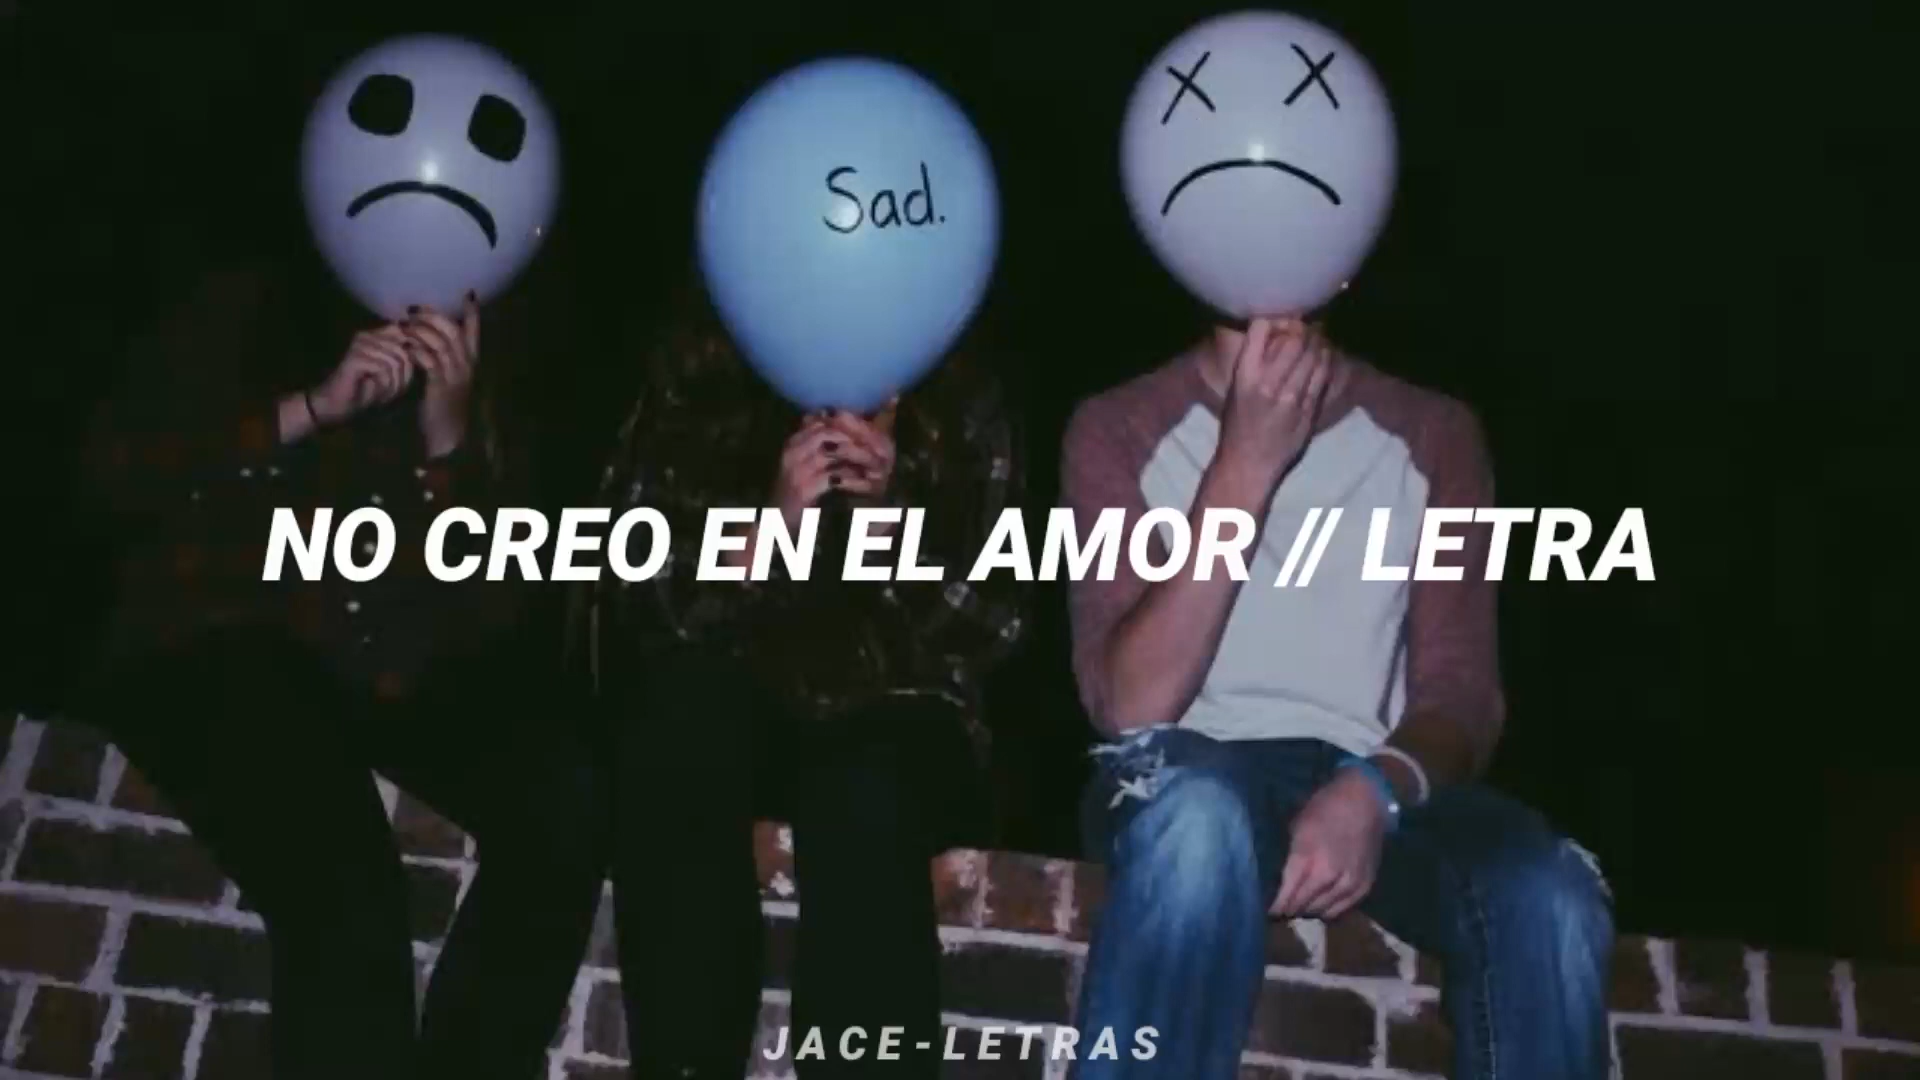 Sad.
NO CREO EN EL AMOR // LETRA
JACE-LETRAS